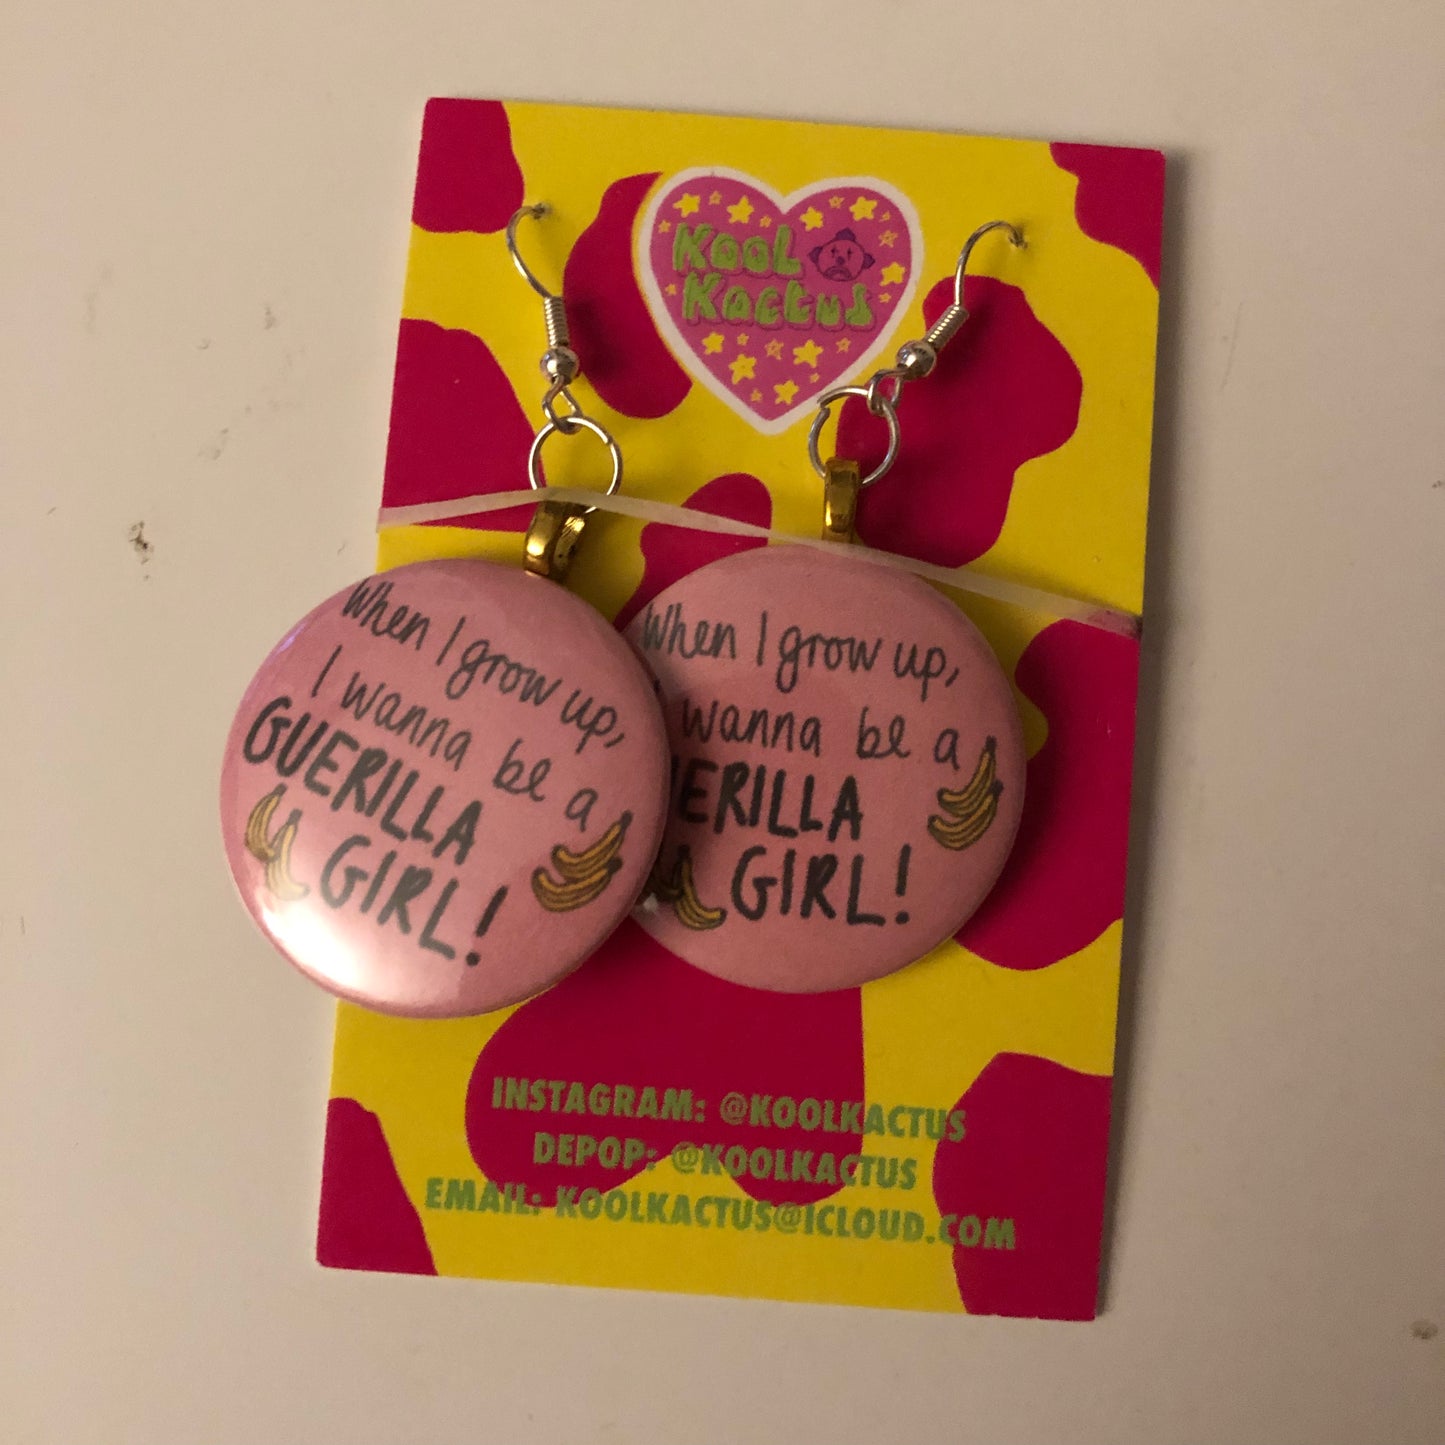 Kool
Kactus
When I grow up,
I wanna be a
GUERILLA
GIRL!
When I grow up,
wanna be a
ERILLA
GIRL!
INSTAGRAM: @KOOLKACTUS
DEPOP: @KOOLKACTUS
EMAIL: KOOLKACTUS@ICLOUD.COM